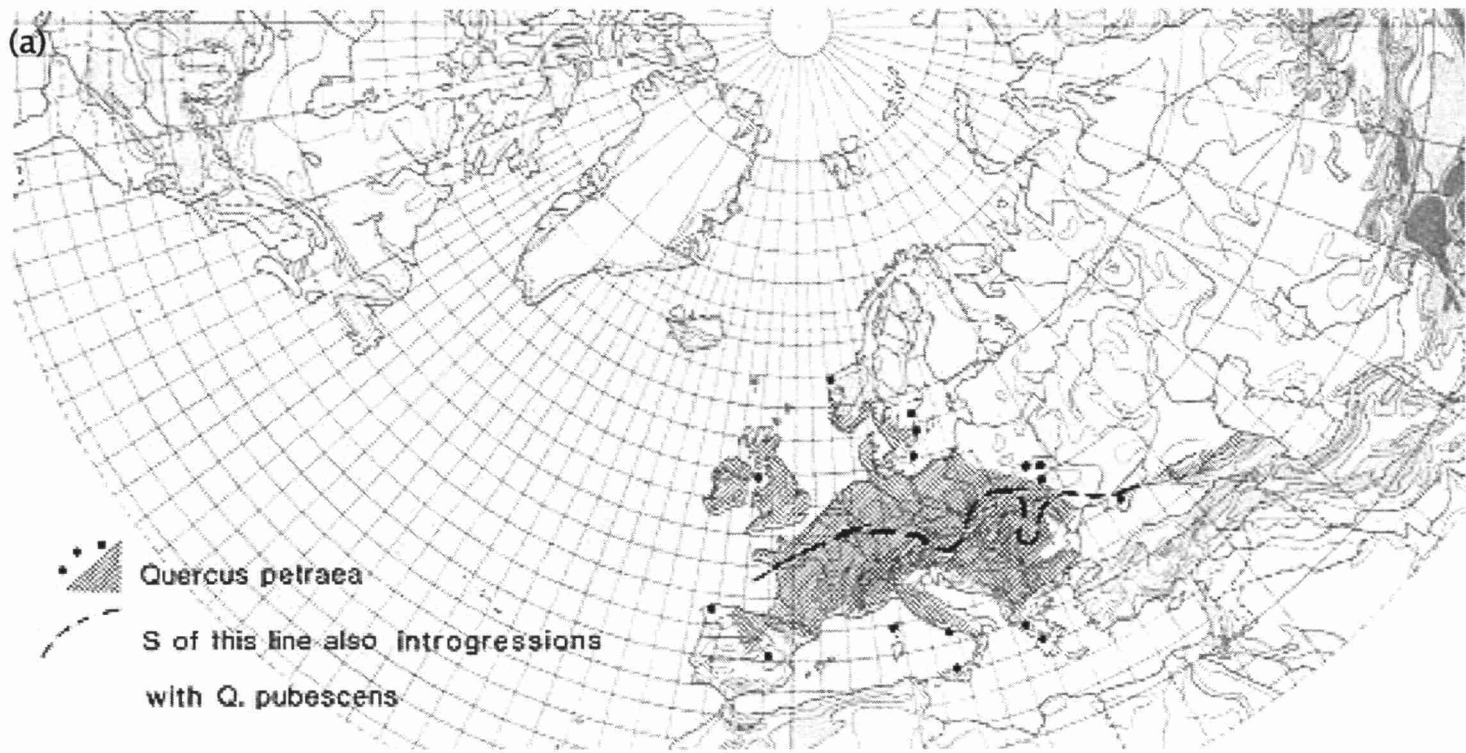 (a)
Quercus petraea
S of this line also introgressions
with Q. pubescens